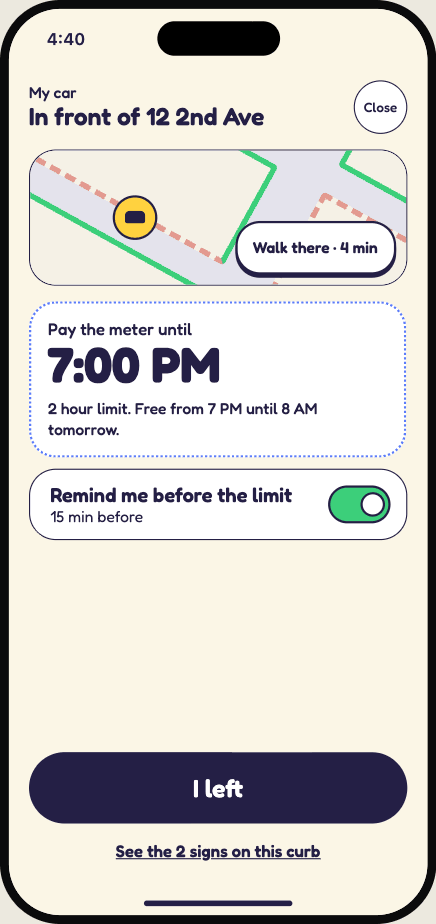 4:40
My car
In front of 12 2nd Ave
Close
Walk there · 4 min
Pay the meter until
7:00 PM
2 hour limit. Free from 7 PM until 8 AM
tomorrow.
Remind me before the limit
15 min before
I left
See the 2 signs on this curb